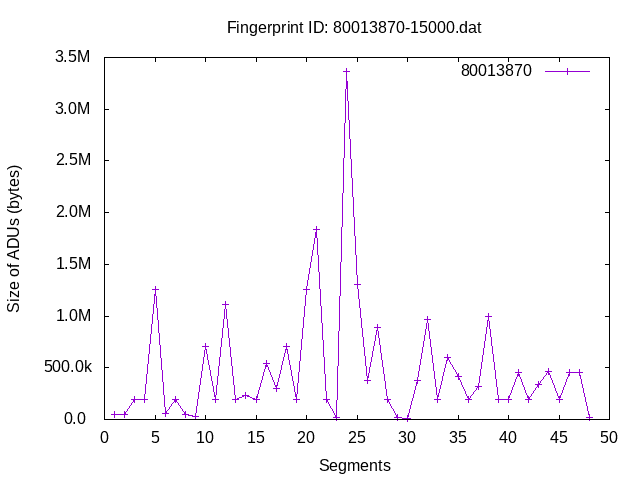 Fingerprint ID: 80013870-15000.dat
3.5M
80013870
3.0M
2.5M
2.0M
1.5M
1.0M
500.0k
0.0
Size of ADUs (bytes)
0 5 10 15 20 25 30 35 40 45 50
Segments